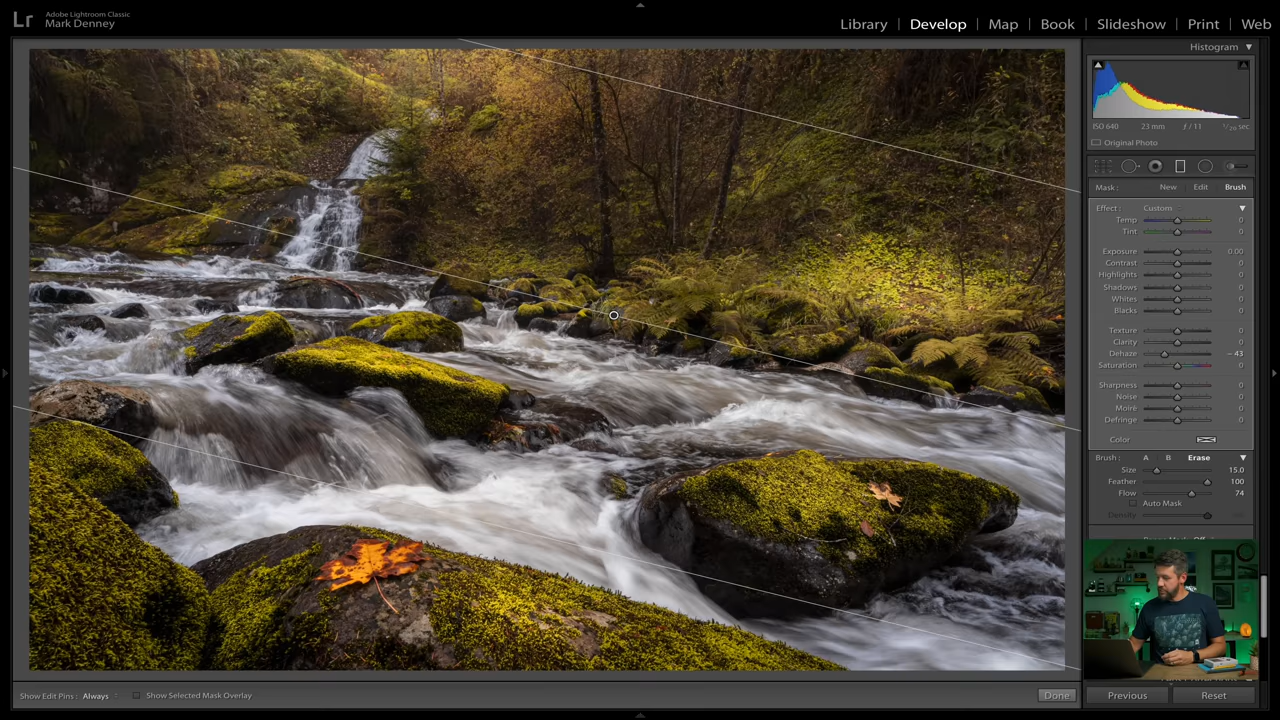 Lr
Adobe Lightroom Classic
Mark Denney
Library | Develop | Map | Book | Slideshow | Print | Web
Histogram
ISO 640 23 mm ƒ / 11 1/20 sec
Original Photo
Mask : New Edit Brush
Effect : Custom
Temp 0
Tint 0
Exposure 0.00
Contrast 0
Highlights 0
Shadows 0
Whites 0
Blacks 0
Texture 0
Clarity 0
Dehaze – 43
Saturation 0
Sharpness 0
Noise 0
Moiré 0
Defringe 0
Color
Brush : A B Erase
Size 15.0
Feather 100
Flow 74
Auto Mask
Density
Show Edit Pins : Always
Show Selected Mask Overlay
Done
Previous
Reset